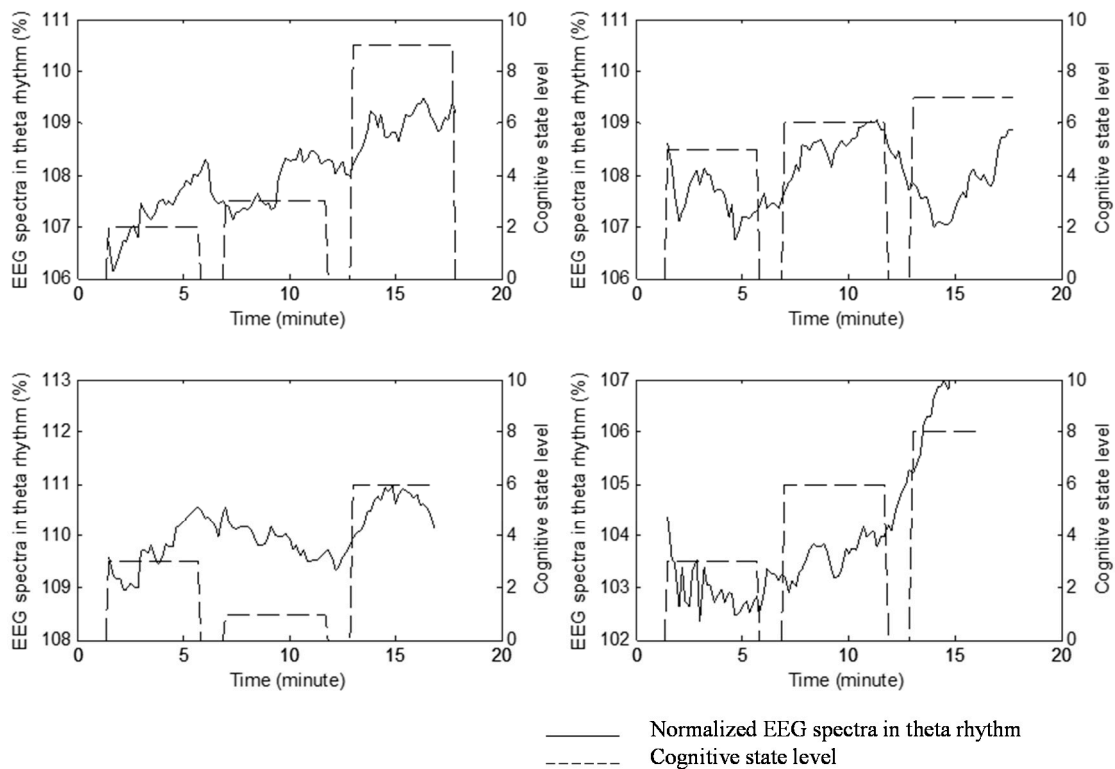 111
110
109
108
107
106
EEG spectra in theta rhythm (%)
0 5 10 15 20
Time (minute)
10
8
6
4
2
0
Cognitive state level
111
110
109
108
107
106
EEG spectra in theta rhythm (%)
0 5 10 15 20
Time (minute)
10
8
6
4
2
0
Cognitive state level
113
112
111
110
109
108
EEG spectra in theta rhythm (%)
0 5 10 15 20
Time (minute)
10
8
6
4
2
0
Cognitive state level
107
106
105
104
103
102
EEG spectra in theta rhythm (%)
0 5 10 15 20
Time (minute)
10
8
6
4
2
0
Cognitive state level
Normalized EEG spectra in theta rhythm
Cognitive state level